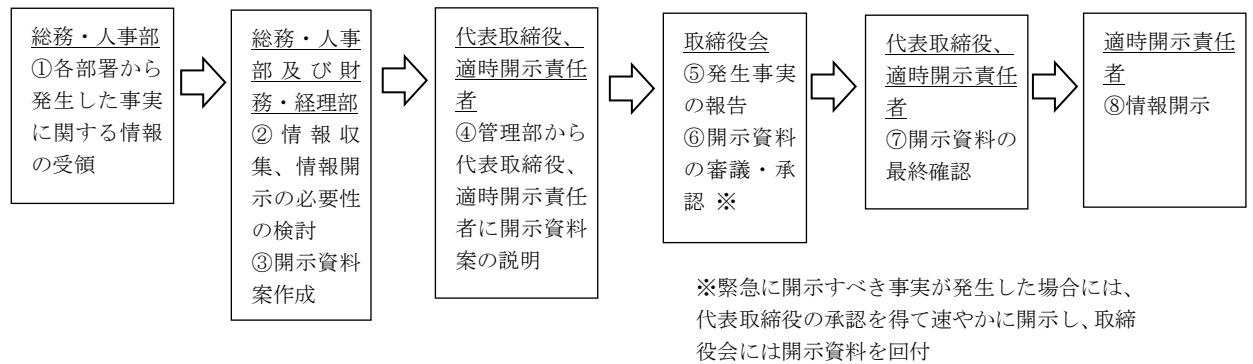 総務・人事部
①各部署から
発生した事実
に関する情報
の受領
総務・人事
部及び財
務・経理部
②情報収
集、情報開
示の必要性
の検討
③開示資料
案作成
代表取締役、
適時開示責任
者
④管理部から
代表取締役、
適時開示責任
者に開示資料
案の説明
取締役会
⑤発生事実
の報告
⑥開示資料
の審議・承
認 ※
代表取締役、
適時開示責任
者
⑦開示資料の
最終確認
適時開示責任
者
⑧情報開示
※緊急に開示すべき事実が発生した場合には、
代表取締役の承認を得て速やかに開示し、取締
役会には開示資料を回付